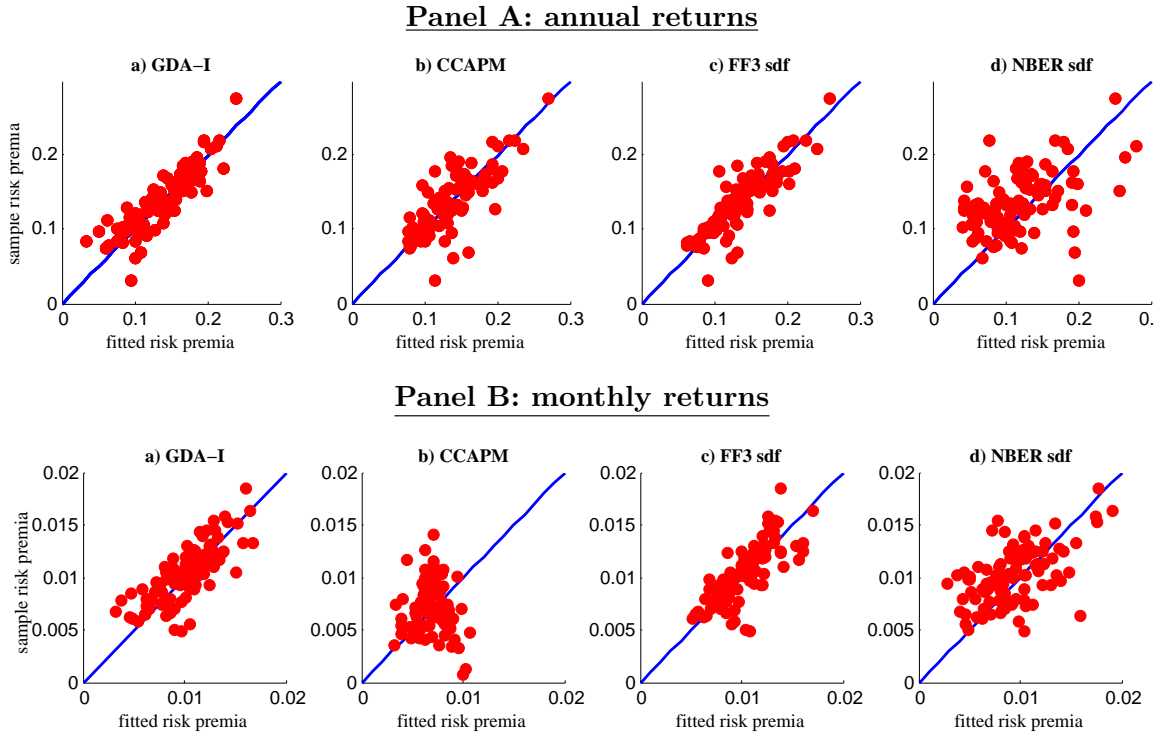 Panel A: annual returns
a) GDA−I
b) CCAPM
c) FF3 sdf
d) NBER sdf
sample risk premia
0.2
0.1
0
0 0.1 0.2 0.3
fitted risk premia
0.2
0.1
0
0 0.1 0.2 0.3
fitted risk premia
0.2
0.1
0
0 0.1 0.2 0.3
fitted risk premia
0.2
0.1
0
0 0.1 0.2 0.
fitted risk premia
Panel B: monthly returns
a) GDA−I
b) CCAPM
c) FF3 sdf
d) NBER sdf
sample risk premia
0.02
0.015
0.01
0.005
0
0 0.01 0.02
fitted risk premia
0.02
0.015
0.01
0.005
0
0 0.01 0.02
fitted risk premia
0.02
0.015
0.01
0.005
0
0 0.01 0.02
fitted risk premia
0.02
0.015
0.01
0.005
0
0 0.01 0.02
fitted risk premia